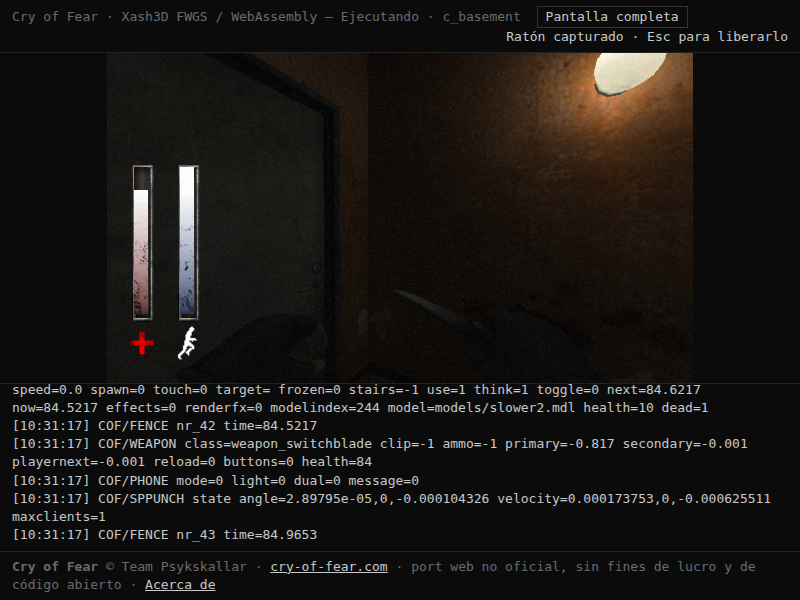 Cry of Fear · Xash3D FWGS / WebAssembly — Ejecutando · c_basement
Pantalla completa
Ratón capturado · Esc para liberarlo
speed=0.0 spawn=0 touch=0 target= frozen=0 stairs=-1 use=1 think=1 toggle=0 next=84.6217
now=84.5217 effects=0 renderfx=0 modelindex=244 model=models/slower2.mdl health=10 dead=1
[10:31:17] COF/FENCE nr_42 time=84.5217
[10:31:17] COF/WEAPON class=weapon_switchblade clip=-1 ammo=-1 primary=-0.817 secondary=-0.001
playernext=-0.001 reload=0 buttons=0 health=84
[10:31:17] COF/PHONE mode=0 light=0 dual=0 message=0
[10:31:17] COF/SPPUNCH state angle=2.89795e-05,0,-0.000104326 velocity=0.000173753,0,-0.000625511
maxclients=1
[10:31:17] COF/FENCE nr_43 time=84.9653
Cry of Fear © Team Psykskallar · cry-of-fear.com · port web no oficial, sin fines de lucro y de
código abierto · Acerca de